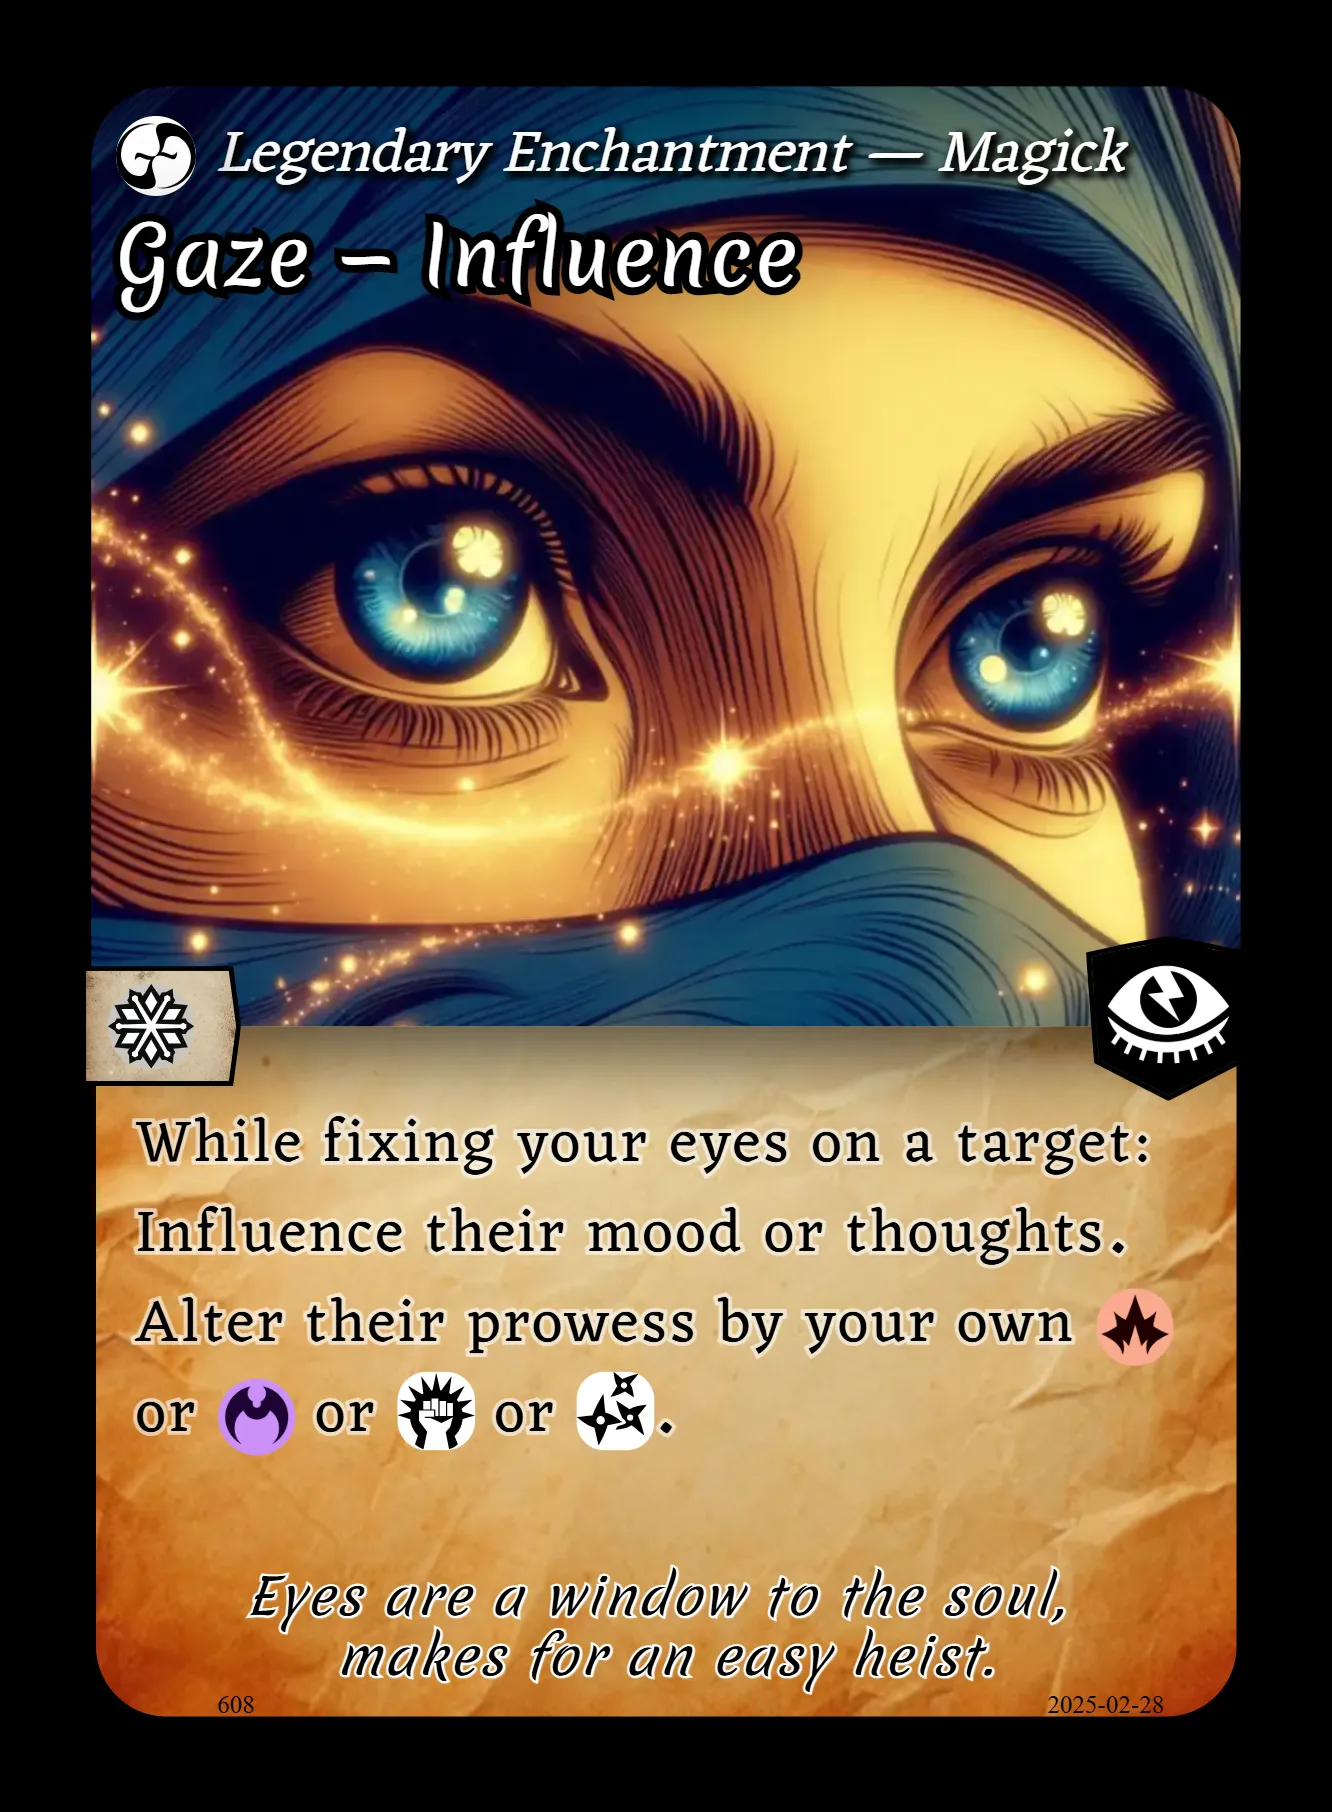 Legendary Enchantment — Magick
Gaze – Influence
While fixing your eyes on a target:
Influence their mood or thoughts.
Alter their prowess by your own
or or or .
Eyes are a window to the soul,
makes for an easy heist.
608
2025-02-28